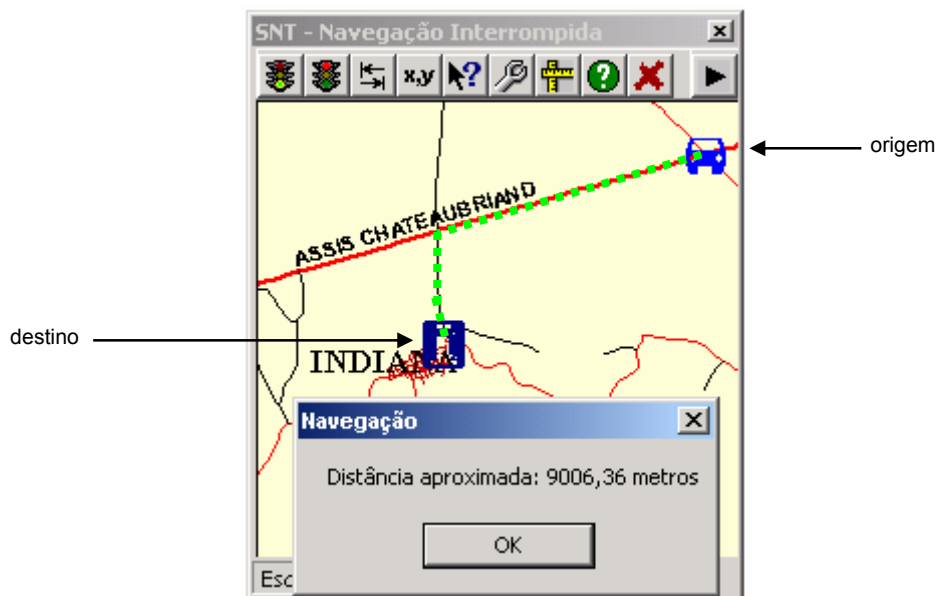 SNT - Navegação Interrompida
x,y
origem
ASSIS CHATEAUBRIAND
destino
INDIANA
Navegação
Distância aproximada: 9006,36 metros
OK
Esc